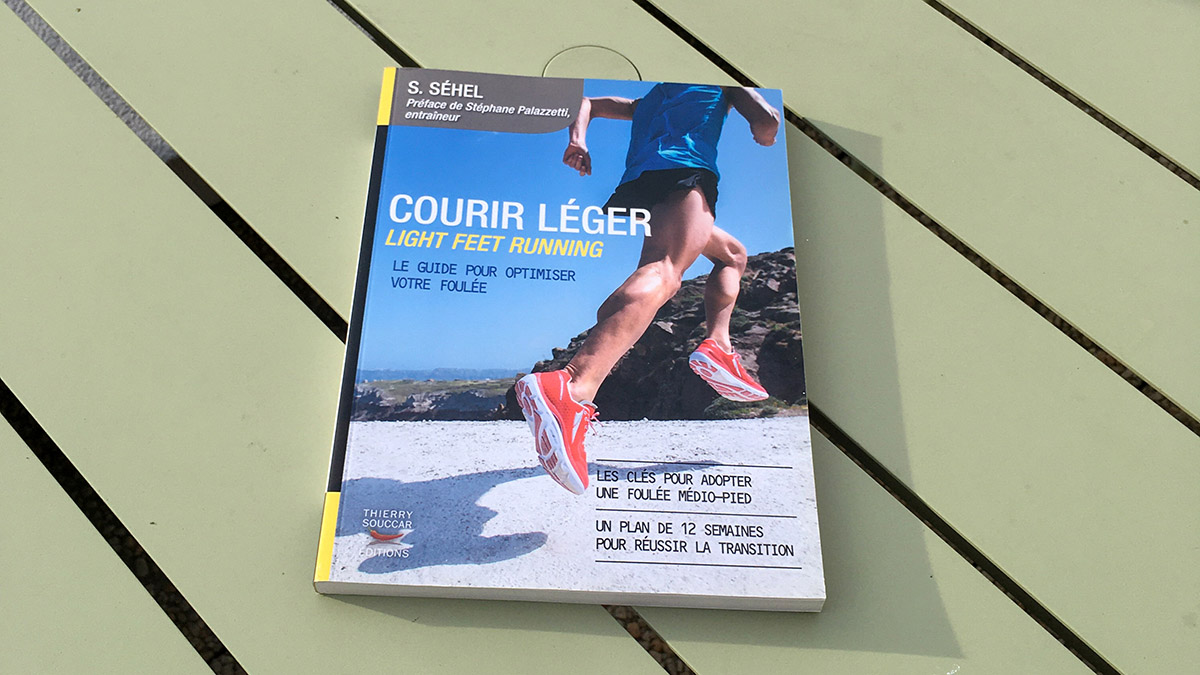 S. SÉHEL
Préface de Stéphane Palazzetti,
entraîneur
COURIR LÉGER
LIGHT FEET RUNNING
LE GUIDE POUR OPTIMISER
VOTRE FOULÉE
LES CLÉS POUR ADOPTER
UNE FOULÉE MÉDIO-PIED
UN PLAN DE 12 SEMAINES
POUR RÉUSSIR LA TRANSITION
THIERRY
SOUCCAR
ÉDITIONS